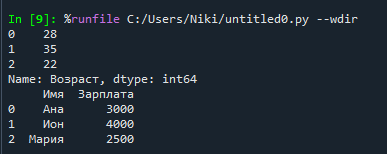 In [9]: %runfile C:/Users/Niki/untitled0.py --wdir
0    28
1    35
2    22
Name: Возраст, dtype: int64
     Имя  Зарплата
0    Ана      3000
1    Ион      4000
2  Мария      2500